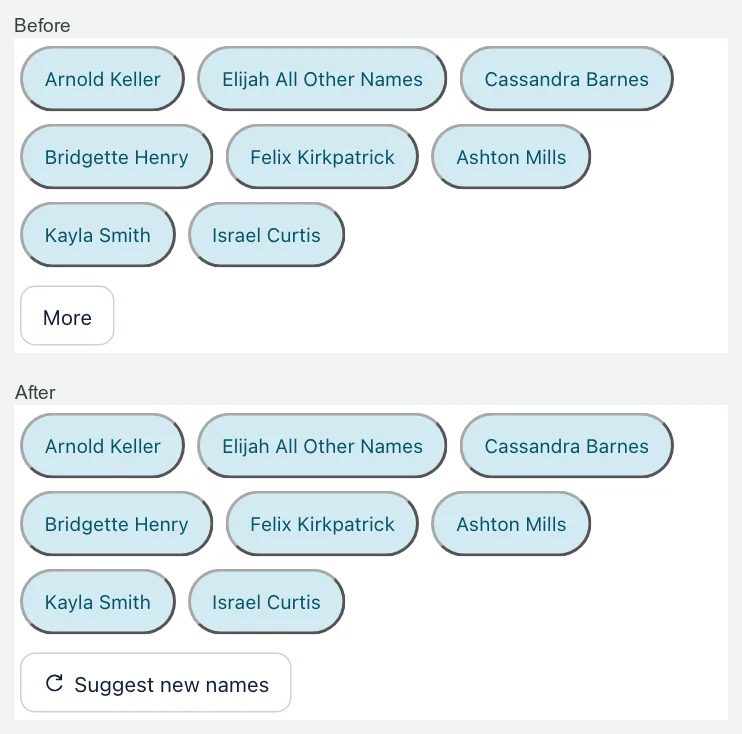 Before
Arnold Keller Elijah All Other Names Cassandra Barnes
Bridgette Henry Felix Kirkpatrick Ashton Mills
Kayla Smith Israel Curtis
More
After
Arnold Keller Elijah All Other Names Cassandra Barnes
Bridgette Henry Felix Kirkpatrick Ashton Mills
Kayla Smith Israel Curtis
Suggest new names